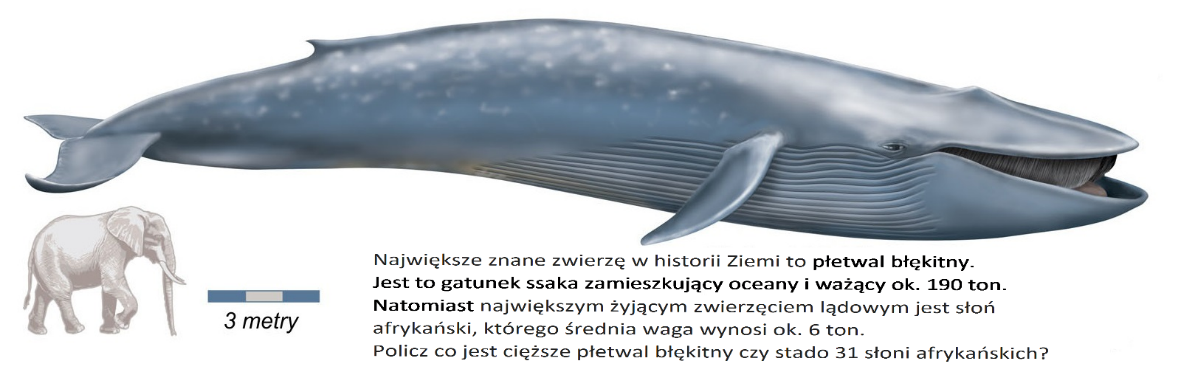 Największe znane zwierzę w historii Ziemi to płetwal błękitny.
Jest to gatunek ssaka zamieszkujący oceany i ważący ok. 190 ton.
Natomiast największym żyjącym zwierzęciem lądowym jest słoń
afrykański, którego średnia waga wynosi ok. 6 ton.
Policz co jest cięższe płetwal błękitny czy stado 31 słoni afrykańskich?
3 metry